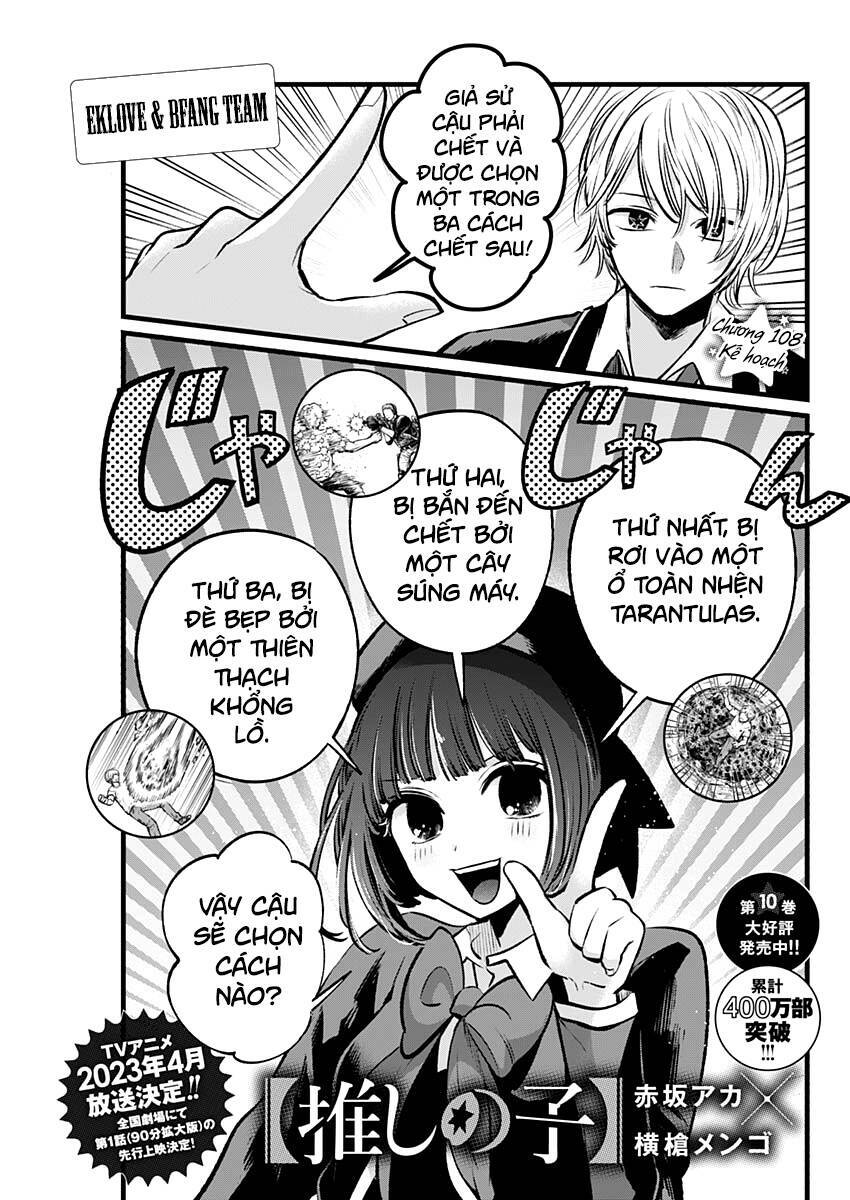 EKLOVE & BFANG TEAM
GIẢ SỬ
CẬU PHẢI
CHẾT VÀ
ĐƯỢC CHỌN
MỘT TRONG
BA CÁCH
CHẾT SAU!
Chương 108
Kế hoạch
じゃ じゃん
THỨ NHẤT, BỊ
RƠI VÀO MỘT
Ổ TOÀN NHỆN
TARANTULAS.
THỨ HAI,
BỊ BẮN ĐẾN
CHẾT BỞI
MỘT CÂY
SÚNG MÁY.
THỨ BA, BỊ
ĐÈ BẸP BỞI
MỘT THIÊN
THẠCH
KHỔNG
LỒ.
VẬY CẬU
SẼ CHỌN
CÁCH
NÀO?
第10巻
大好評
発売中!!
累計
400万部
突破
!!!
TVアニメ
2023年4月
放送決定!!
全国劇場にて
第1話(90分拡大版)の
先行上映決定!
【推しの子】
赤坂アカ×
横槍メンゴ